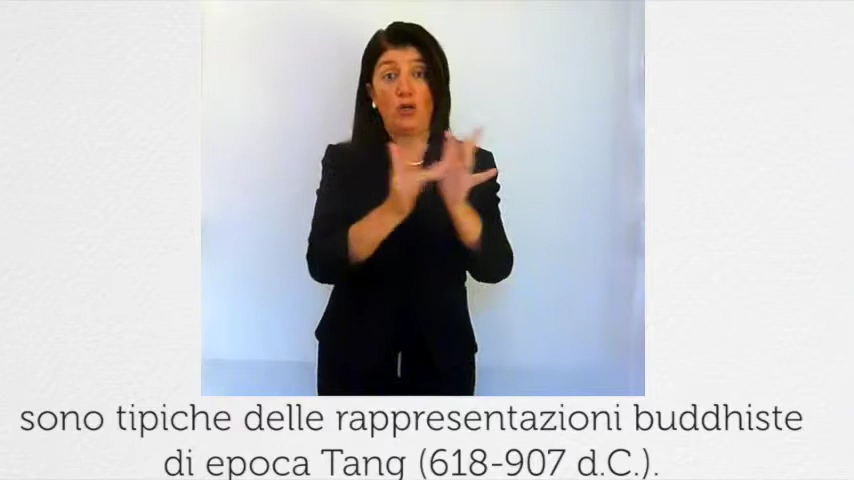 sono tipiche delle rappresentazioni buddhiste
di epoca Tang (618-907 d.C.).